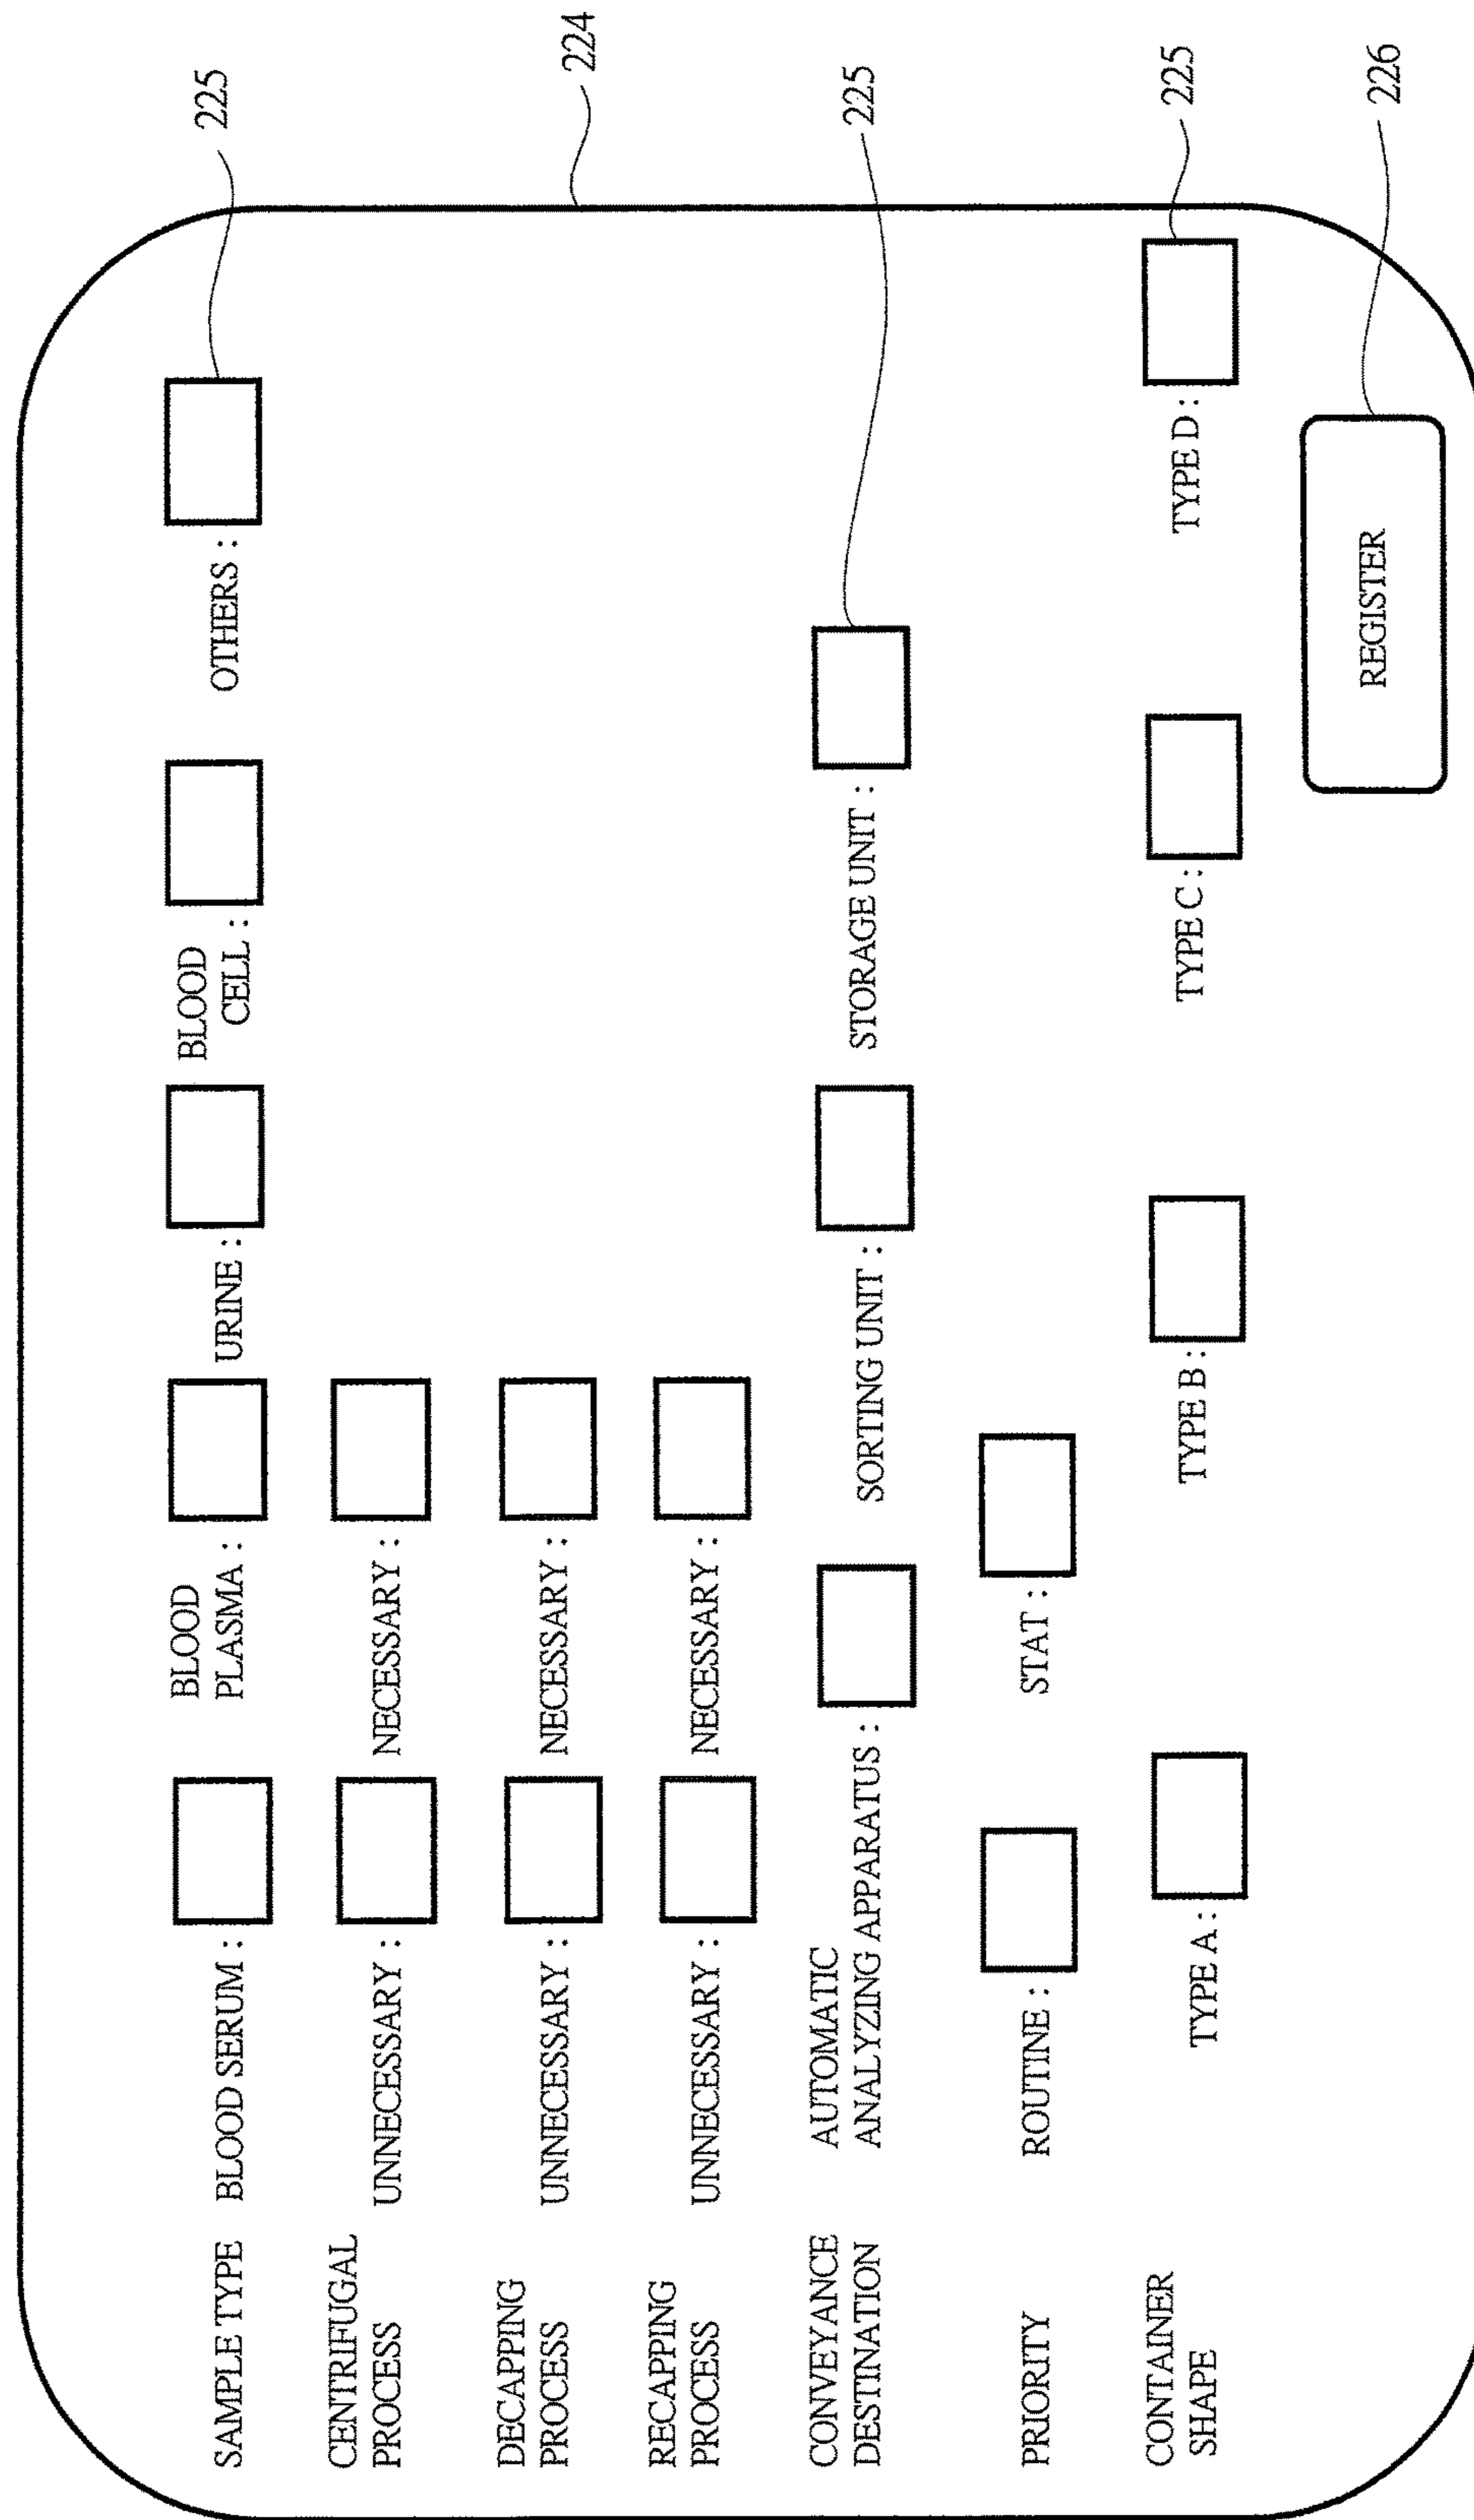 SAMPLE TYPE BLOOD SERUM : BLOOD PLASMA : URINE : BLOOD CELL : OTHERS : 225
CENTRIFUGAL PROCESS UNNECESSARY : NECESSARY :
DECAPPING PROCESS UNNECESSARY : NECESSARY : 224
RECAPPING PROCESS UNNECESSARY : NECESSARY :
CONVEYANCE DESTINATION AUTOMATIC ANALYZING APPARATUS : SORTING UNIT : STORAGE UNIT : 225
PRIORITY ROUTINE : STAT :
CONTAINER SHAPE TYPE A : TYPE B : TYPE C : TYPE D : 225
REGISTER 226